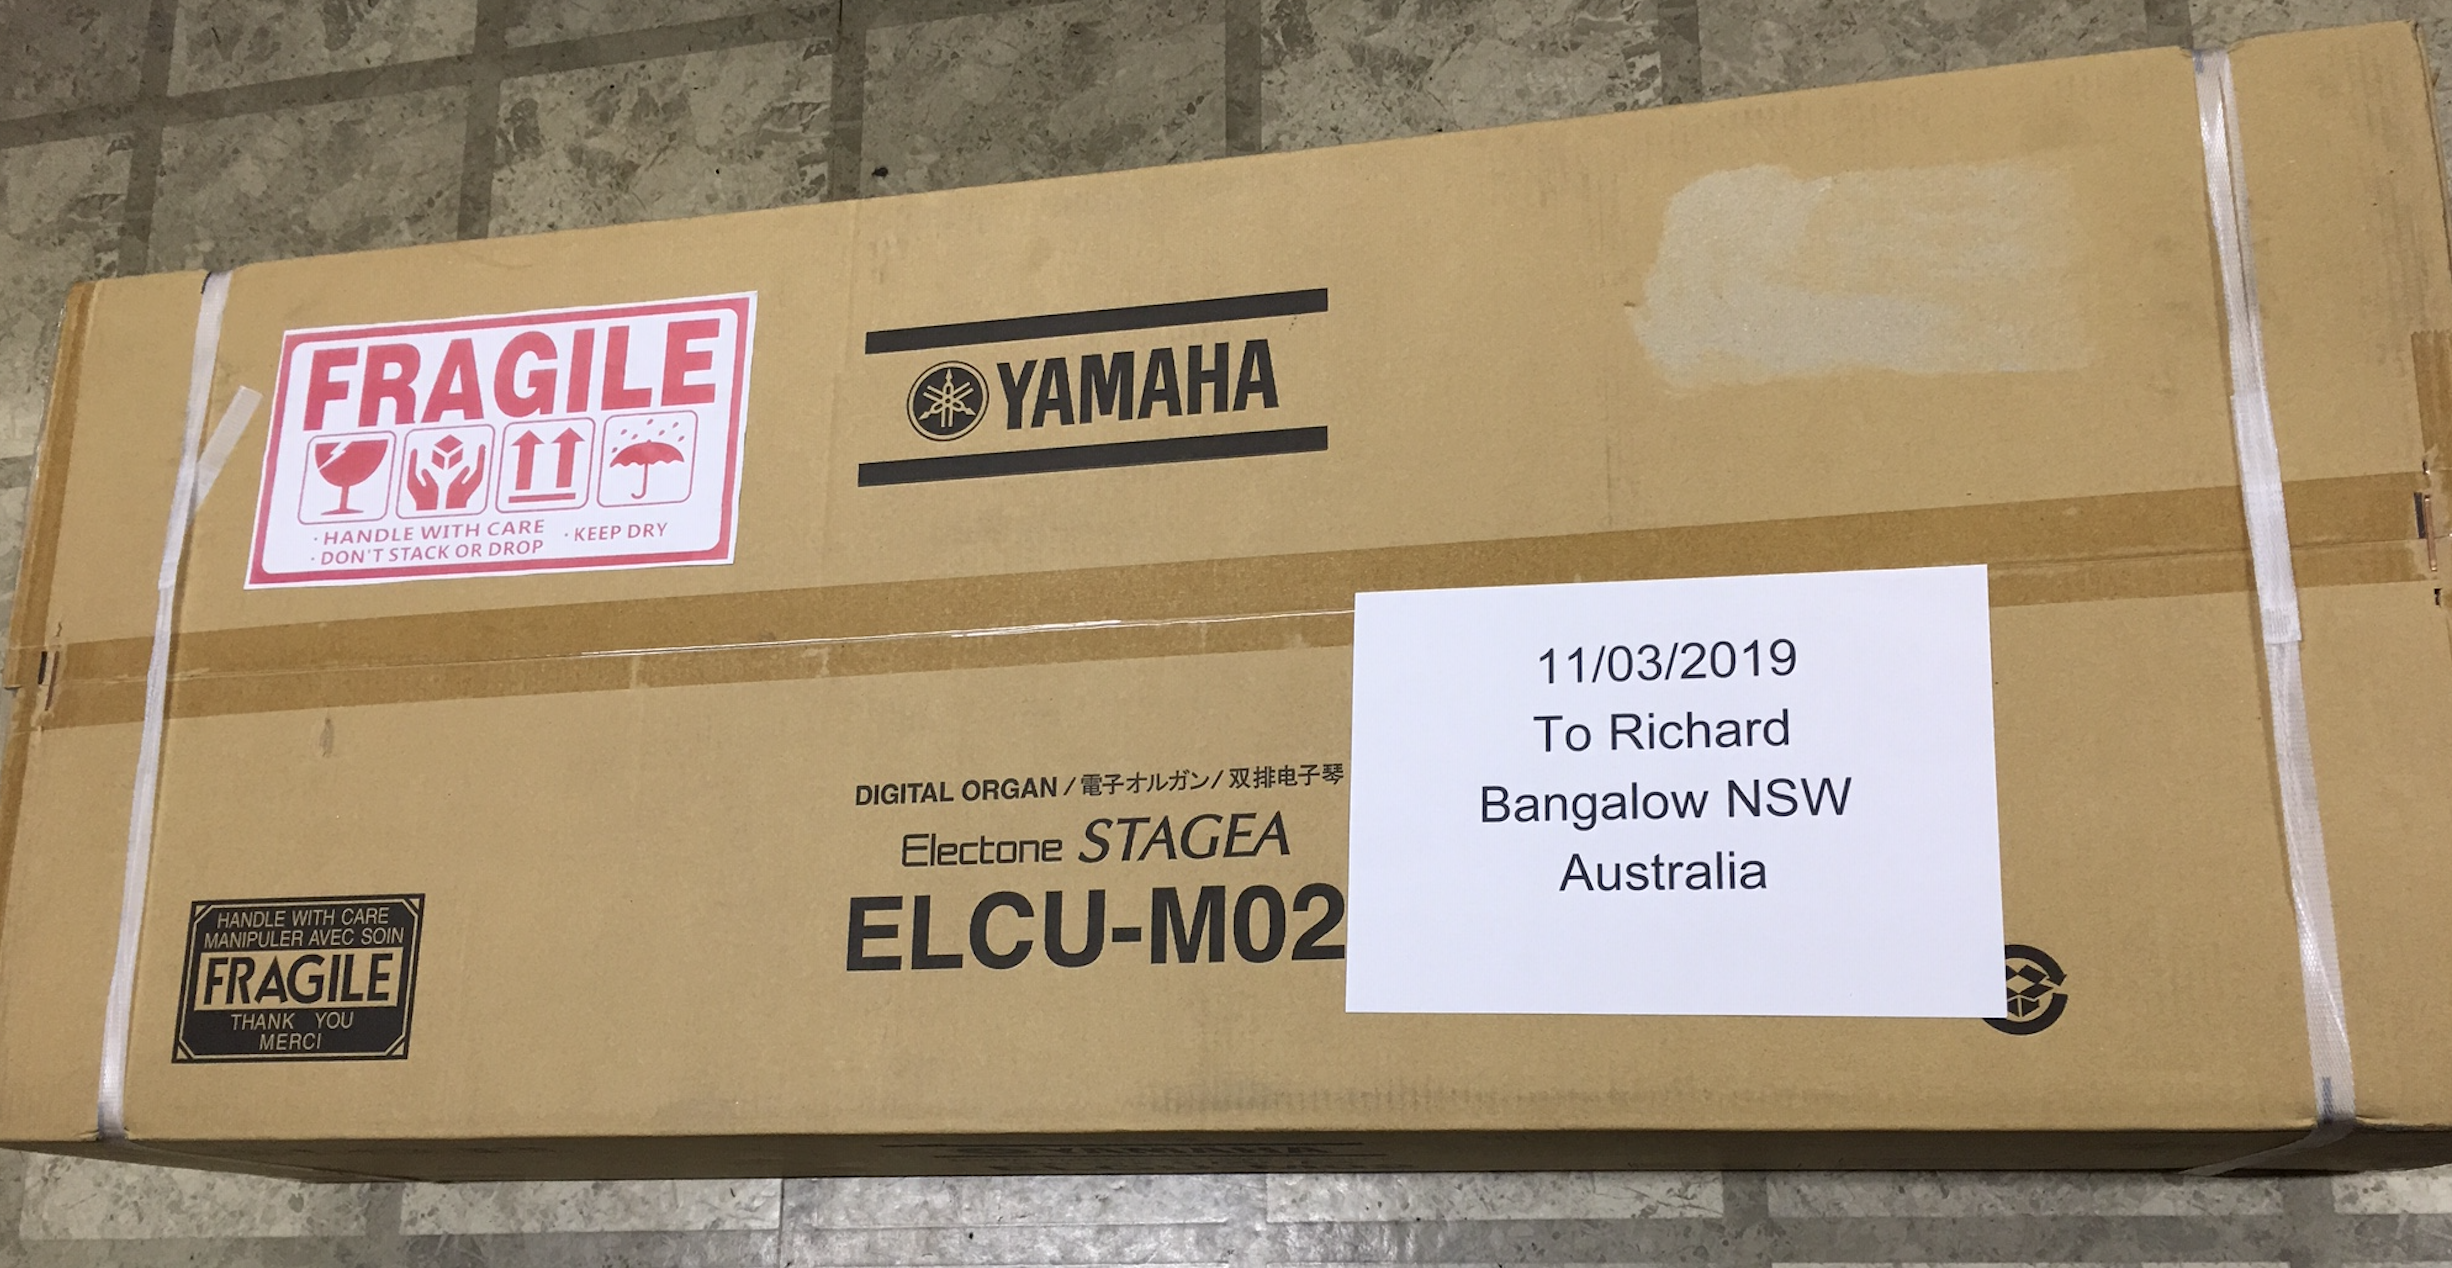 FRAGILE
· HANDLE WITH CARE · KEEP DRY
· DON'T STACK OR DROP
YAMAHA
11/03/2019
To Richard
Bangalow NSW
Australia
DIGITAL ORGAN / 電子オルガン / 双排电子琴
Electone STAGEA
ELCU-M02
HANDLE WITH CARE
MANIPULER AVEC SOIN
FRAGILE
THANK YOU
MERCI
YAMAHA